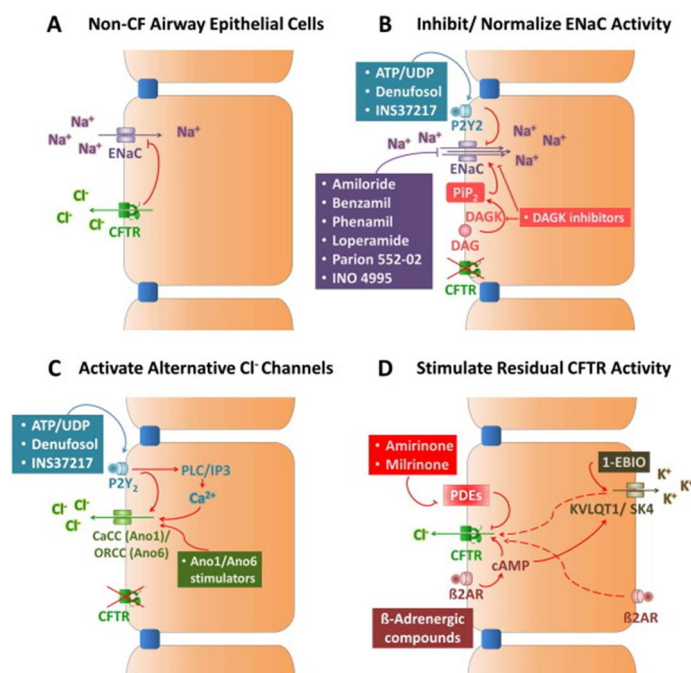 A Non-CF Airway Epithelial Cells
Na⁺
Na⁺
Na⁺
Na⁺
ENaC
Cl⁻
Cl⁻
Cl⁻
CFTR
B Inhibit/ Normalize ENaC Activity
• ATP/UDP
• Denufosol
• INS37217
P2Y2
Na⁺
Na⁺
Na⁺
Na⁺
Na⁺
ENaC
• Amiloride
• Benzamil
• Phenamil
• Loperamide
• Parion 552-02
• INO 4995
PiP₂
DAGK
• DAGK inhibitors
DAG
CFTR
C Activate Alternative Cl⁻ Channels
• ATP/UDP
• Denufosol
• INS37217
P2Y₂
PLC/IP3
Ca²⁺
Cl⁻
Cl⁻
Cl⁻
CaCC (Ano1)/
ORCC (Ano6)
• Ano1/Ano6
stimulators
CFTR
D Stimulate Residual CFTR Activity
• Amirinone
• Milrinone
1-EBIO
PDEs
K⁺
K⁺
K⁺
KVLQT1/ SK4
Cl⁻
CFTR
cAMP
ß2AR
ß2AR
ß-Adrenergic
compounds